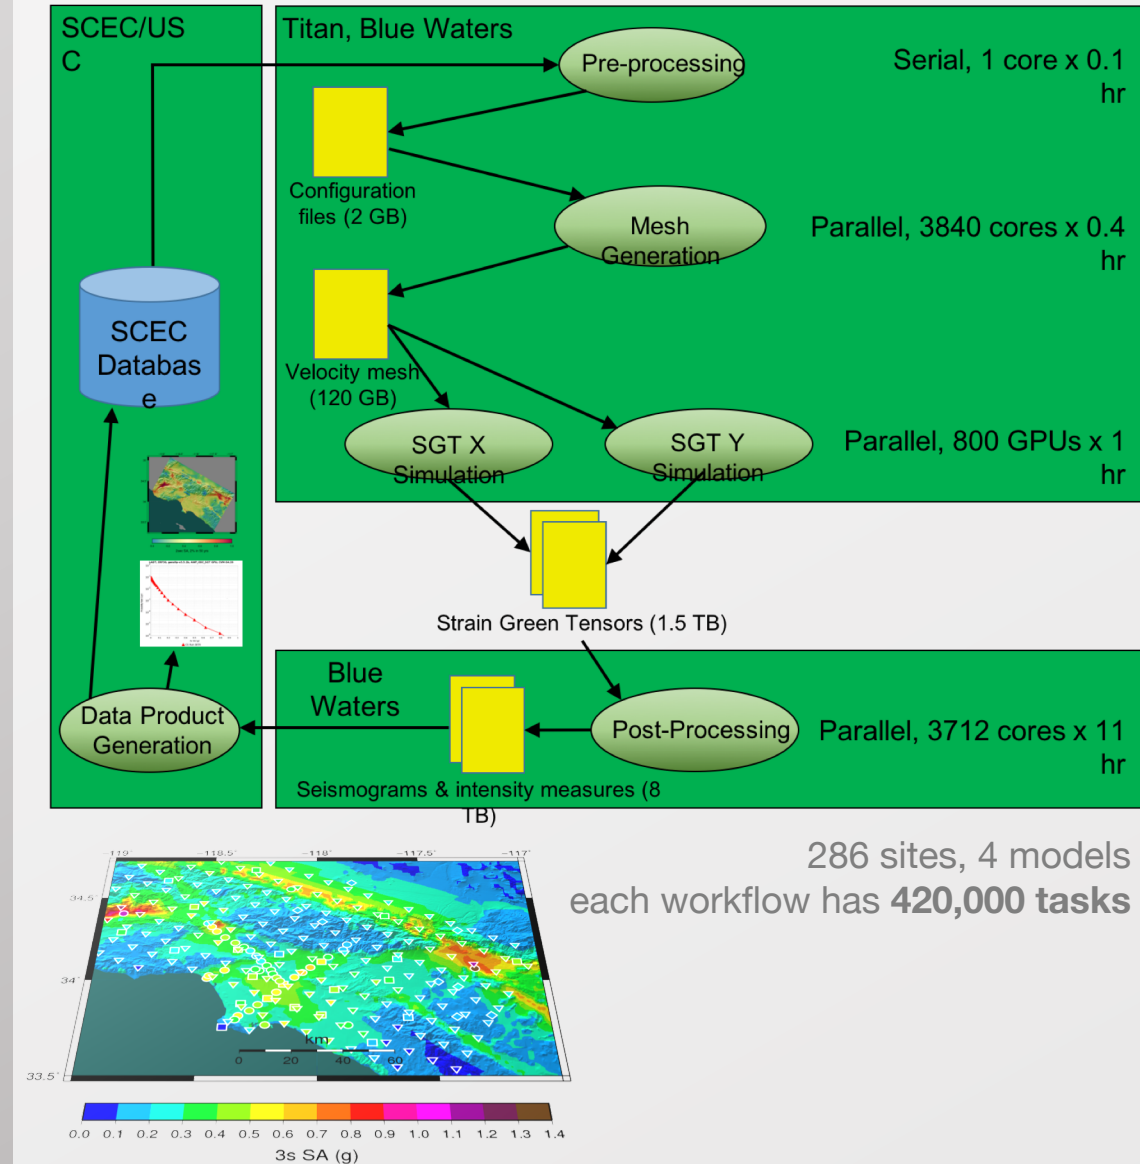 SCEC/US
C
Titan, Blue Waters
Pre-processing
Serial, 1 core x 0.1
hr
Configuration
files (2 GB)
Mesh
Generation
Parallel, 3840 cores x 0.4
hr
SCEC
Databas
e
Velocity mesh
(120 GB)
SGT X
Simulation
SGT Y
Simulation
Parallel, 800 GPUs x 1
hr
Strain Green Tensors (1.5 TB)
Blue
Waters
Data Product
Generation
Post-Processing
Parallel, 3712 cores x 11
hr
Seismograms & intensity measures (8
TB)
286 sites, 4 models
each workflow has 420,000 tasks
-119˚ -118.5˚ -118˚ -117.5˚ -117˚
34.5˚
34˚
33.5˚
km
0 20 40 60
0.0 0.1 0.2 0.3 0.4 0.5 0.6 0.7 0.8 0.9 1.0 1.1 1.2 1.3 1.4
3s SA (g)